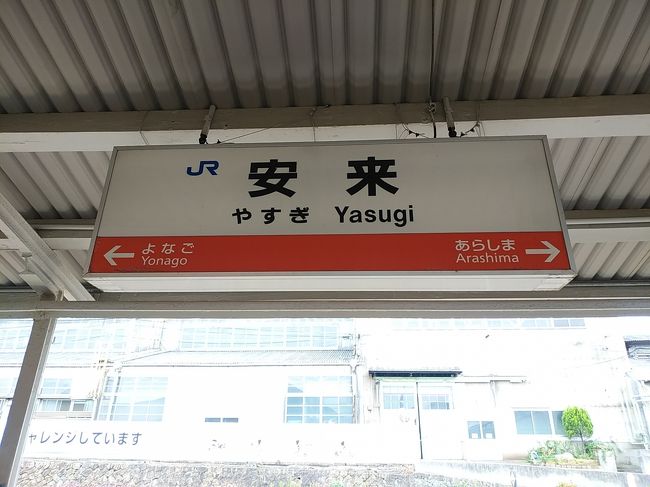 JR 安来
やすぎ Yasugi
← よなご
Yonago
あらしま →
Arashima
ャレンジしています